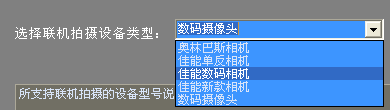 选择联机拍摄设备类型： 数码摄像头
奥林巴斯相机
佳能单反相机
佳能数码相机
佳能新款相机
数码摄像头
所支持联机拍摄的设备型号说